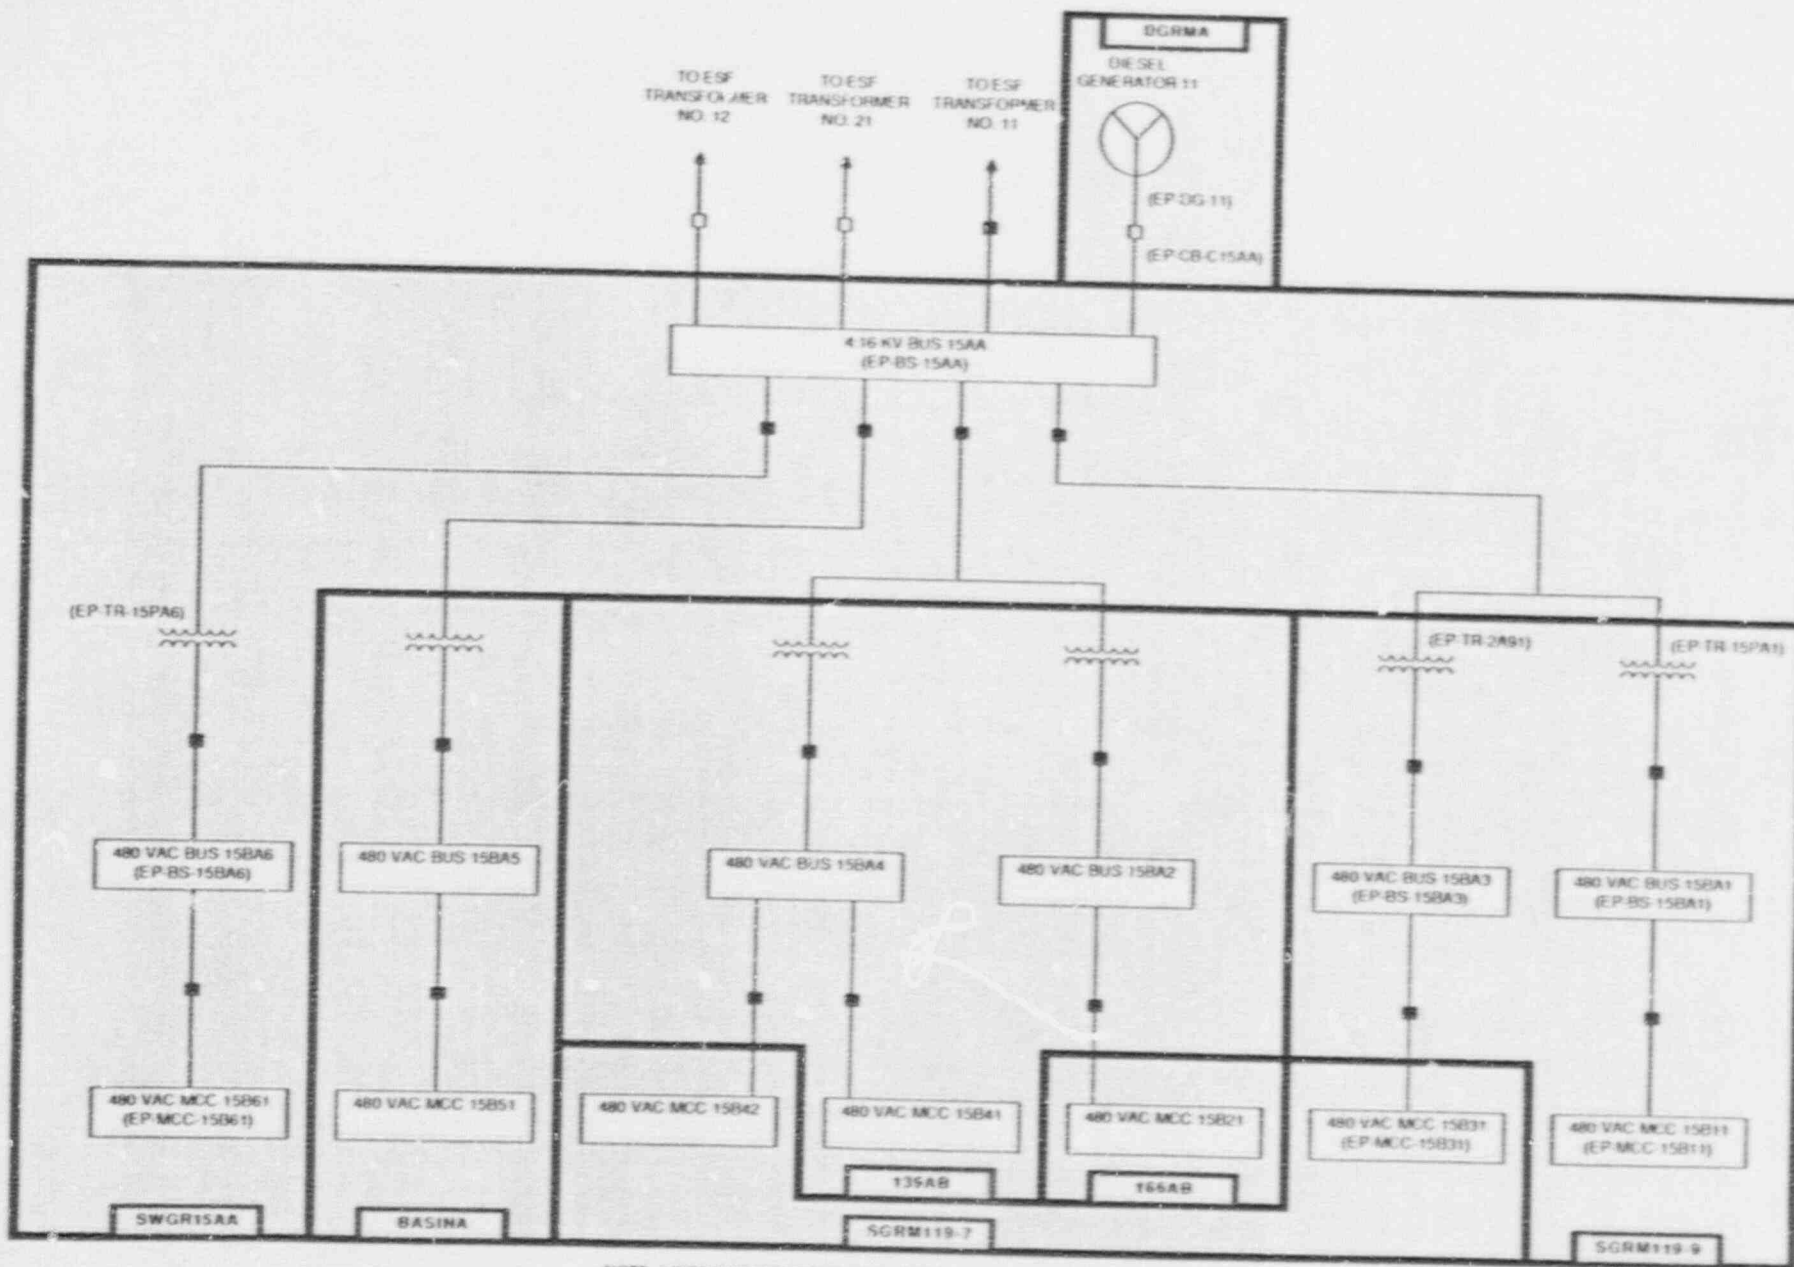 DGRMA
DIESEL
GENERATOR 11
TO ESF
TRANSFORMER
NO. 12
TO ESF
TRANSFORMER
NO. 21
TO ESF
TRANSFORMER
NO. 11
(EP-DG-11)
(EP-CB-C15AA)
4.16 KV BUS 15AA
(EP-BS-15AA)
(EP-TR-15PA6)
(EP-TR-2A91)
(EP-TR-15PA1)
480 VAC BUS 15BA6
(EP-BS-15BA6)
480 VAC BUS 15BA5
480 VAC BUS 15BA4
480 VAC BUS 15BA2
480 VAC BUS 15BA3
(EP-BS-15BA3)
480 VAC BUS 15BA1
(EP-BS-15BA1)
480 VAC MCC 15B61
(EP-MCC-15B61)
480 VAC MCC 15B51
480 VAC MCC 15B42
480 VAC MCC 15B41
480 VAC MCC 15B21
480 VAC MCC 15B31
(EP-MCC-15B31)
480 VAC MCC 15B11
(EP-MCC-15B11)
139AB
166AB
SWGR15AA
BASINA
SGRM119-7
SGRM119-9